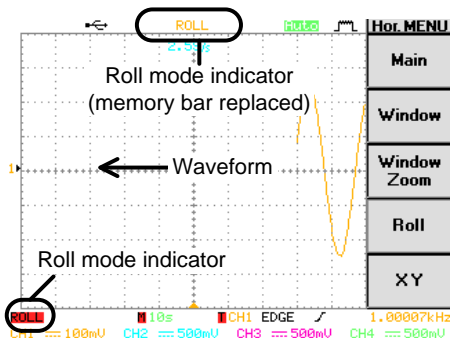 ROLL Auto Hor. MENU
2.5S/s
Roll mode indicator
(memory bar replaced)
Main
Window
Window
Zoom
Roll
XY
1
Waveform
Roll mode indicator
ROLL M 10s T CH1 EDGE 1.00007kHz
CH1 100mV CH2 500mV CH3 500mV CH4 500mV